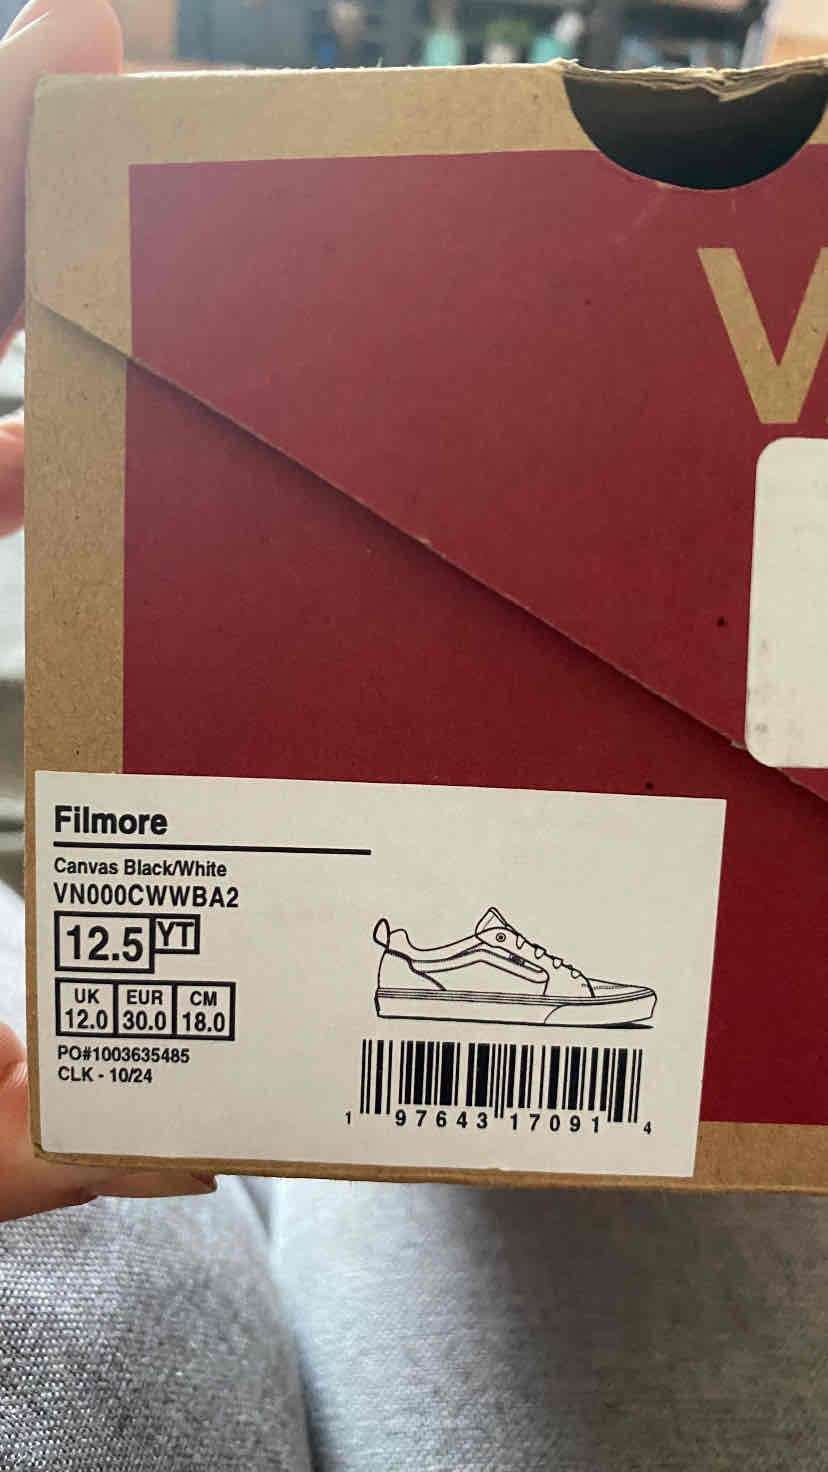 V
Filmore
Canvas Black/White
VN000CWWBA2
12.5 YT
UK EUR CM
12.0 30.0 18.0
PO#1003635485
CLK - 10/24
1 97643 17091 4